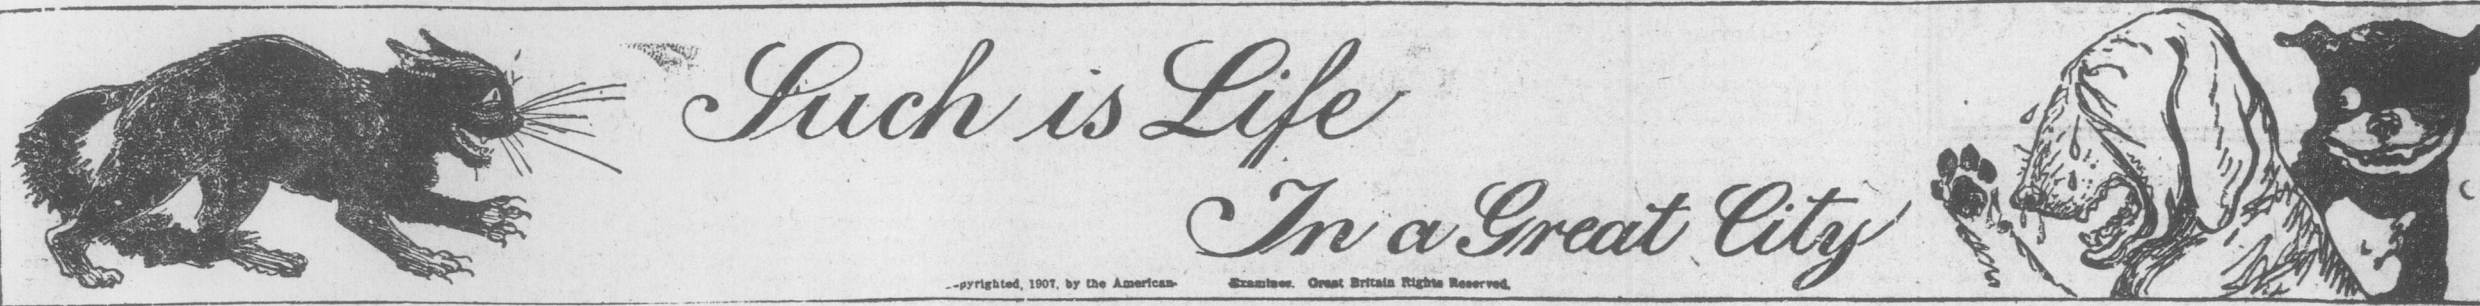 Such is Life
In a Great City
pyrighted, 1907, by the American-Examiner. Great Britain Rights Reserved.